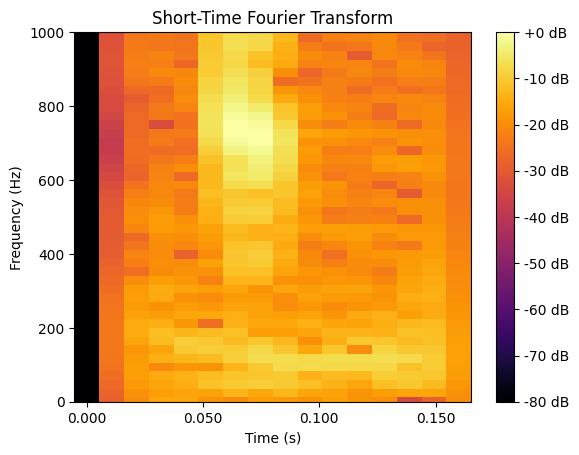 Short-Time Fourier Transform
Frequency (Hz)
1000
800
600
400
200
0
0.000
0.050
0.100
0.150
Time (s)
+0 dB
-10 dB
-20 dB
-30 dB
-40 dB
-50 dB
-60 dB
-70 dB
-80 dB